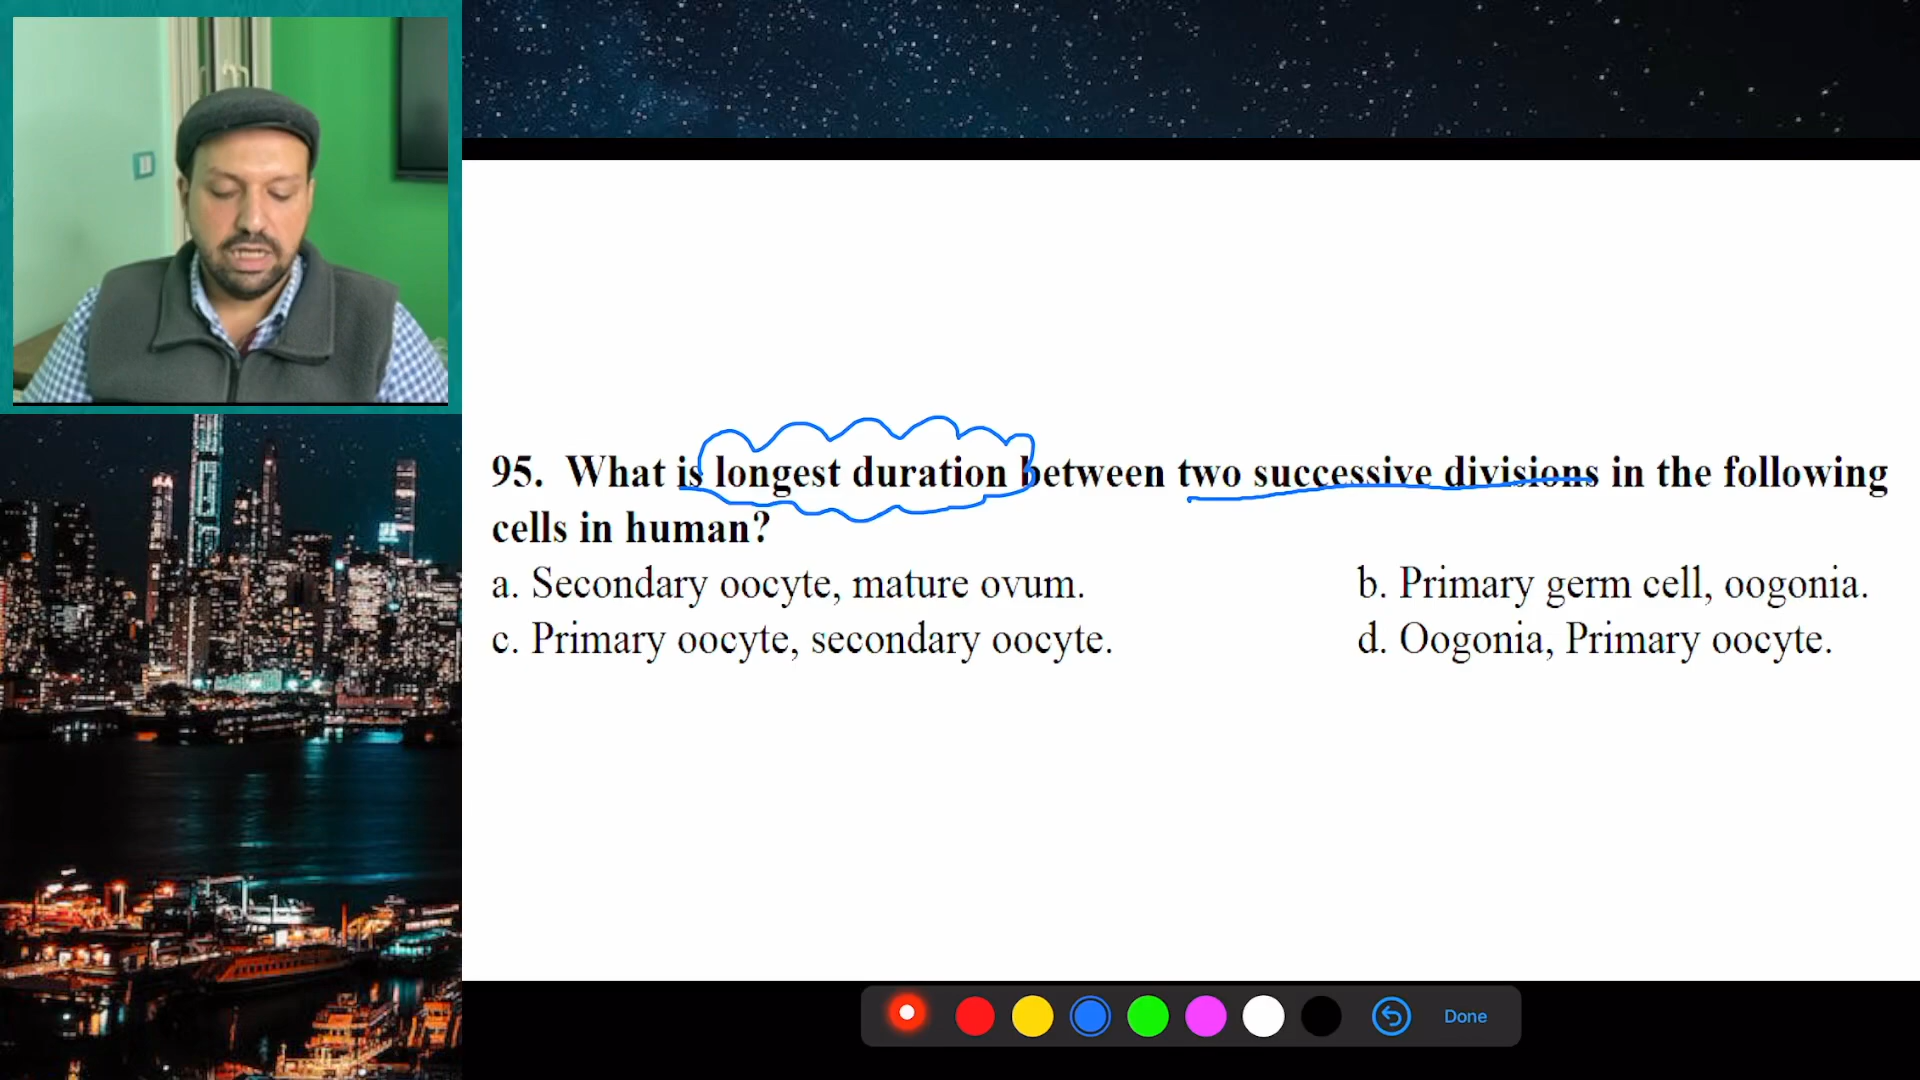 95. What is longest duration between two successive divisions in the following
cells in human?
a. Secondary oocyte, mature ovum.
b. Primary germ cell, oogonia.
c. Primary oocyte, secondary oocyte.
d. Oogonia, Primary oocyte.
Done